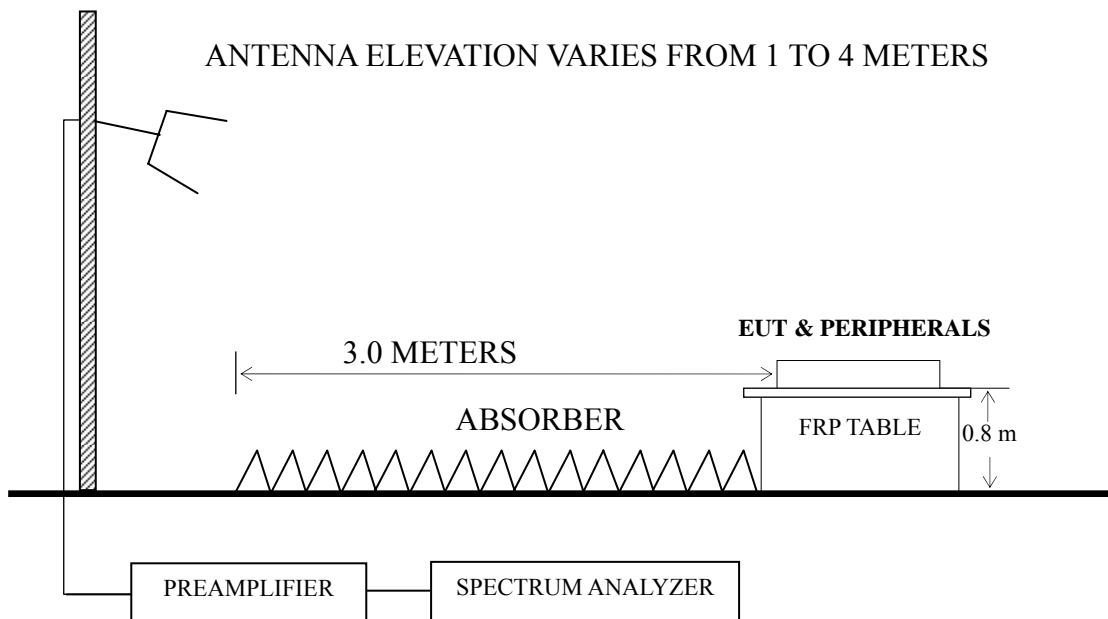 ANTENNA ELEVATION VARIES FROM 1 TO 4 METERS
EUT & PERIPHERALS
3.0 METERS
ABSORBER
FRP TABLE
0.8 m
PREAMPLIFIER
SPECTRUM ANALYZER